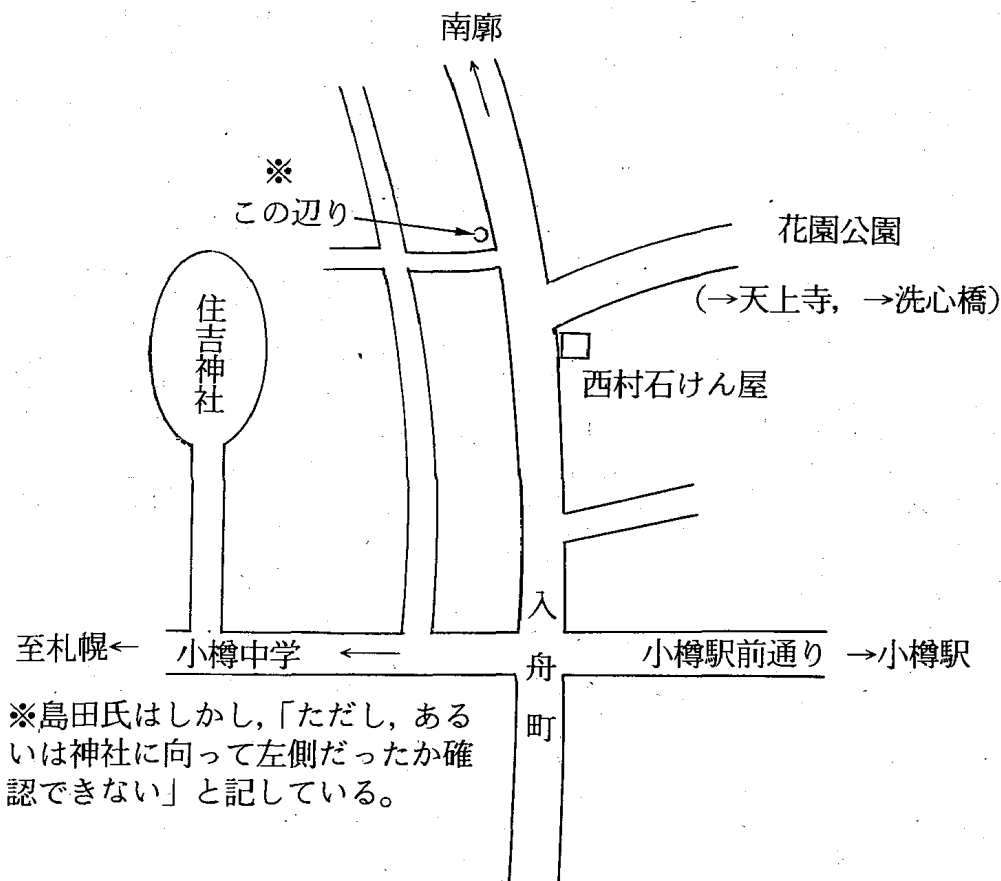 南廓
※
この辺り
花園公園
(→天上寺，→洗心橋)
住吉神社
西村石けん屋
入舟町
至札幌←
小樽中学 ←
小樽駅前通り →小樽駅
※島田氏はしかし，「ただし，ある
いは神社に向って左側だったか確
認できない」と記している。